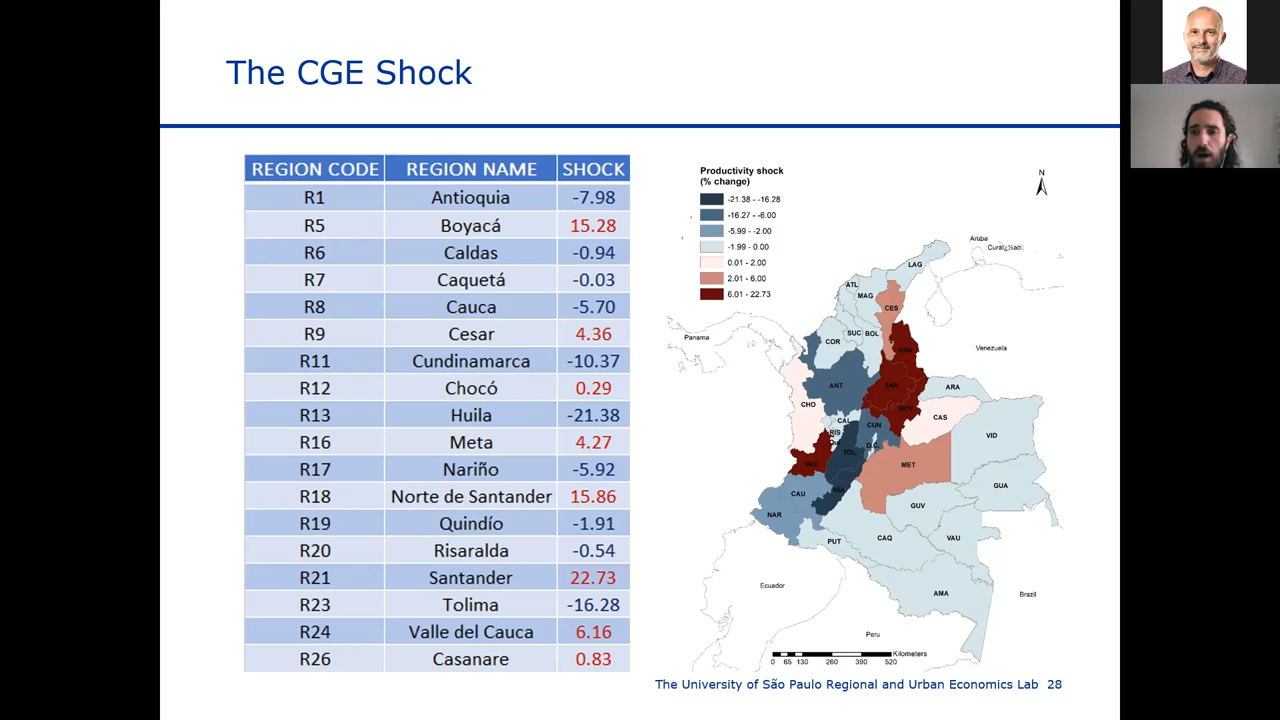 The CGE Shock
REGION CODE REGION NAME SHOCK
R1 Antioquia -7.98
R5 Boyacá 15.28
R6 Caldas -0.94
R7 Caquetá -0.03
R8 Cauca -5.70
R9 Cesar 4.36
R11 Cundinamarca -10.37
R12 Chocó 0.29
R13 Huila -21.38
R16 Meta 4.27
R17 Nariño -5.92
R18 Norte de Santander 15.86
R19 Quindío -1.91
R20 Risaralda -0.54
R21 Santander 22.73
R23 Tolima -16.28
R24 Valle del Cauca 6.16
R26 Casanare 0.83
Productivity shock
(% change)
-21.38 - -16.28
-16.27 - -6.00
-5.99 - -2.00
-1.99 - 0.00
0.01 - 2.00
2.01 - 6.00
6.01 - 22.73
N
Aruba
Curaï¿½ao
LAG
ATL
MAG
CES
SUC BOL
COR
Panama
Venezuela
SAN
ANT
ARA
CHO
BOY
CAS
CAL
CUN
RIS
VID
D.C.
TOL
MET
GUA
CAU
GUV
NAR
PUT
CAQ
VAU
Ecuador
AMA
Brazil
Peru
Kilometers
0 65 130 260 390 520
The University of São Paulo Regional and Urban Economics Lab 28